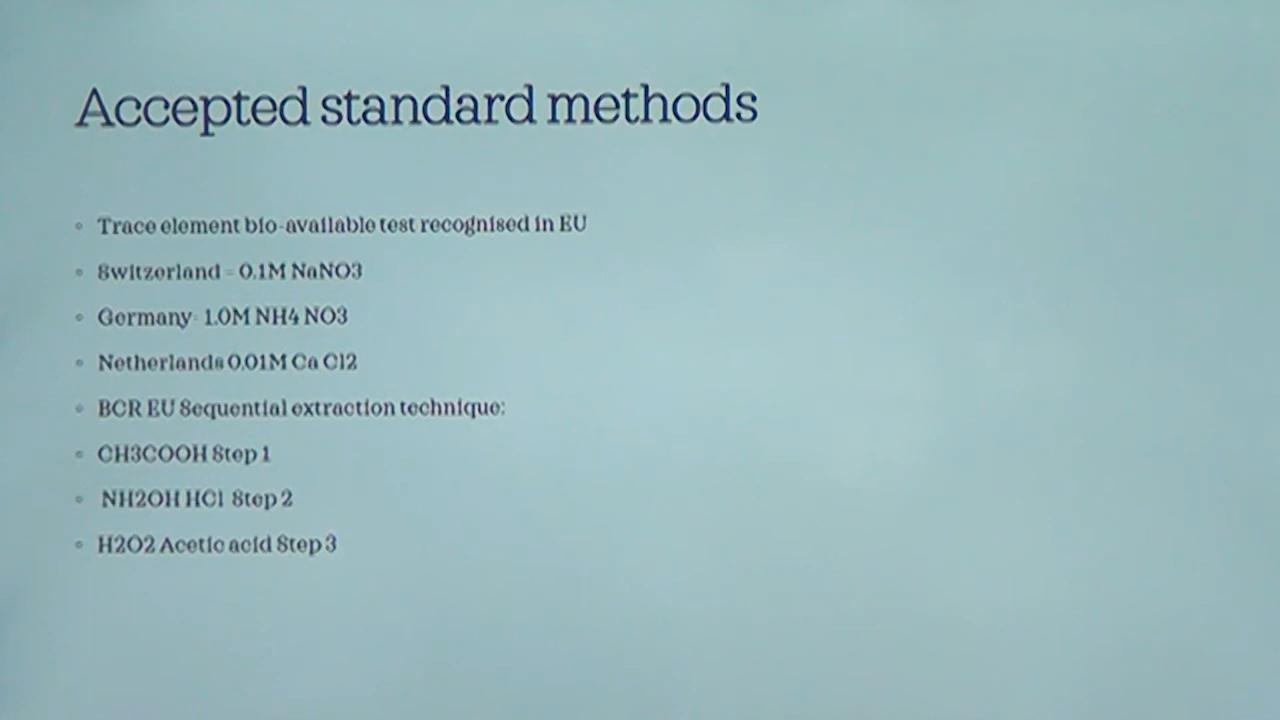 Accepted standard methods
Trace element bio-available test recognised in EU
Switzerland = 0.1M NaNO3
Germany- 1.0M NH4 NO3
Netherlands 0.01M Ca Cl2
BCR EU Sequential extraction technique:
CH3COOH Step 1
NH2OH HCl Step 2
H2O2 Acetic acid Step 3